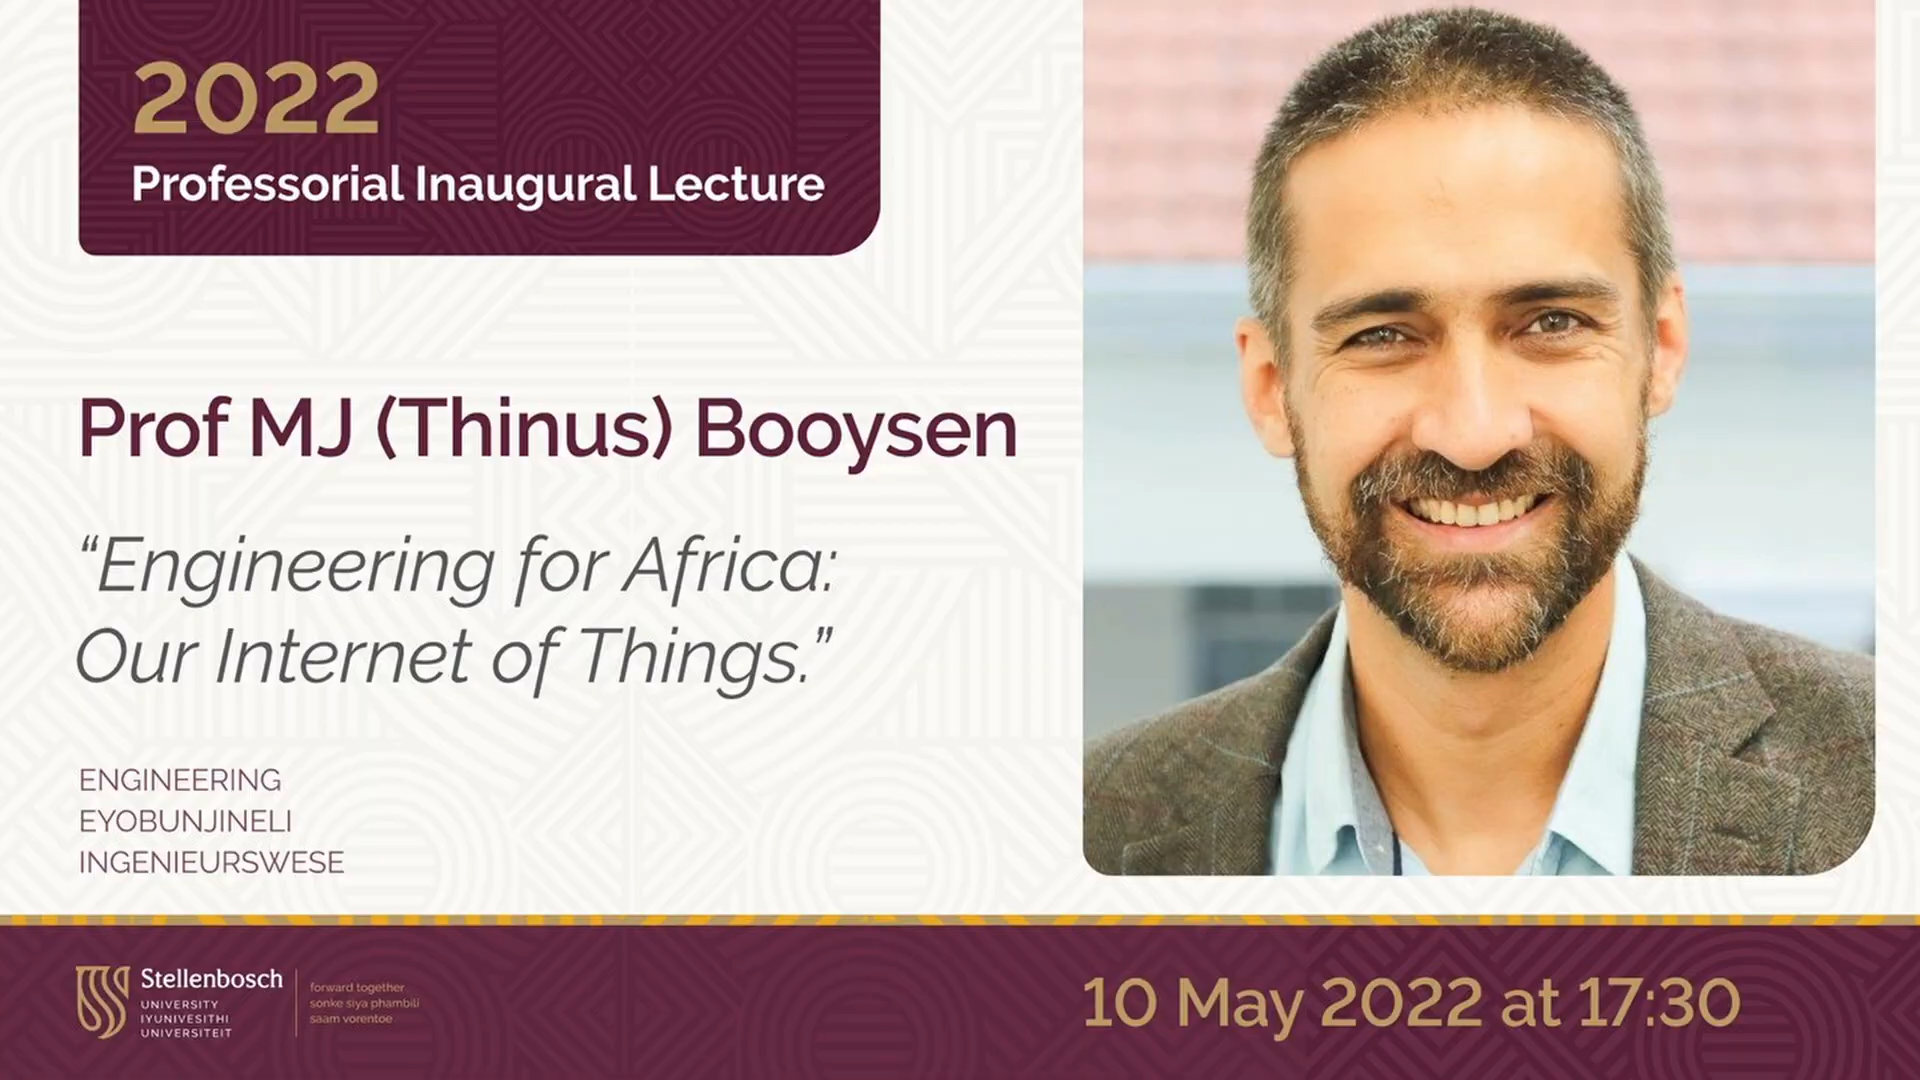 2022
Professorial Inaugural Lecture
Prof MJ (Thinus) Booysen
“Engineering for Africa:
Our Internet of Things.”
ENGINEERING
EYOBUNJINELI
INGENIEURSWESE
Stellenbosch
UNIVERSITY
IYUNIVESITHI
UNIVERSITEIT
forward together
sonke siya phambili
saam vorentoe
10 May 2022 at 17:30